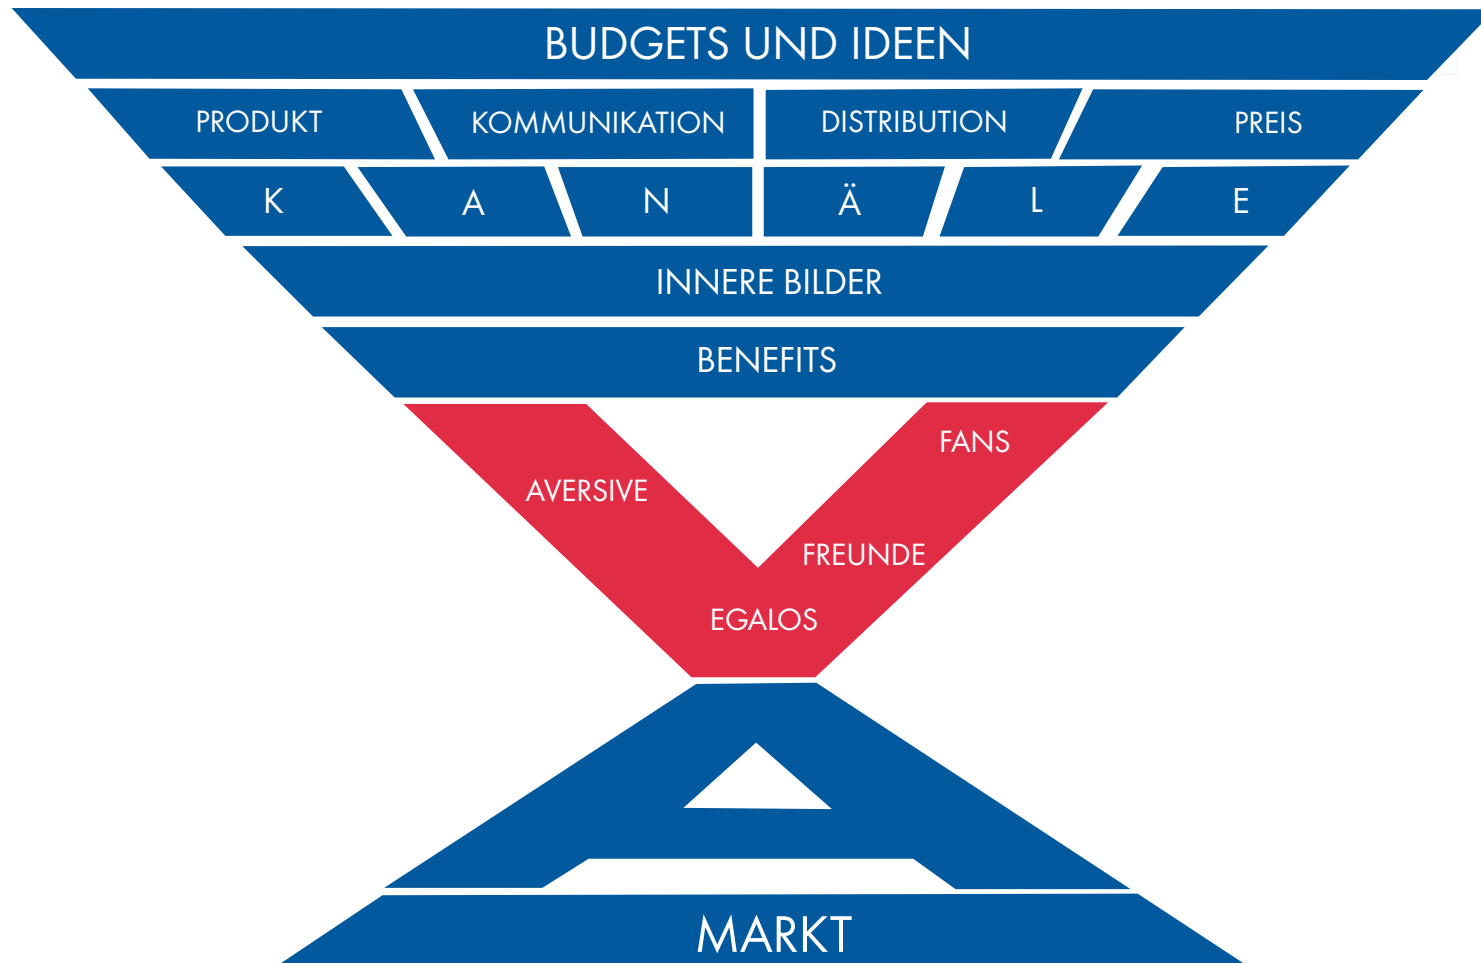 BUDGETS UND IDEEN
PRODUKT KOMMUNIKATION DISTRIBUTION PREIS
K A N Ä L E
INNERE BILDER
BENEFITS
FANS
AVERSIVE
FREUNDE
EGALOS
A
MARKT